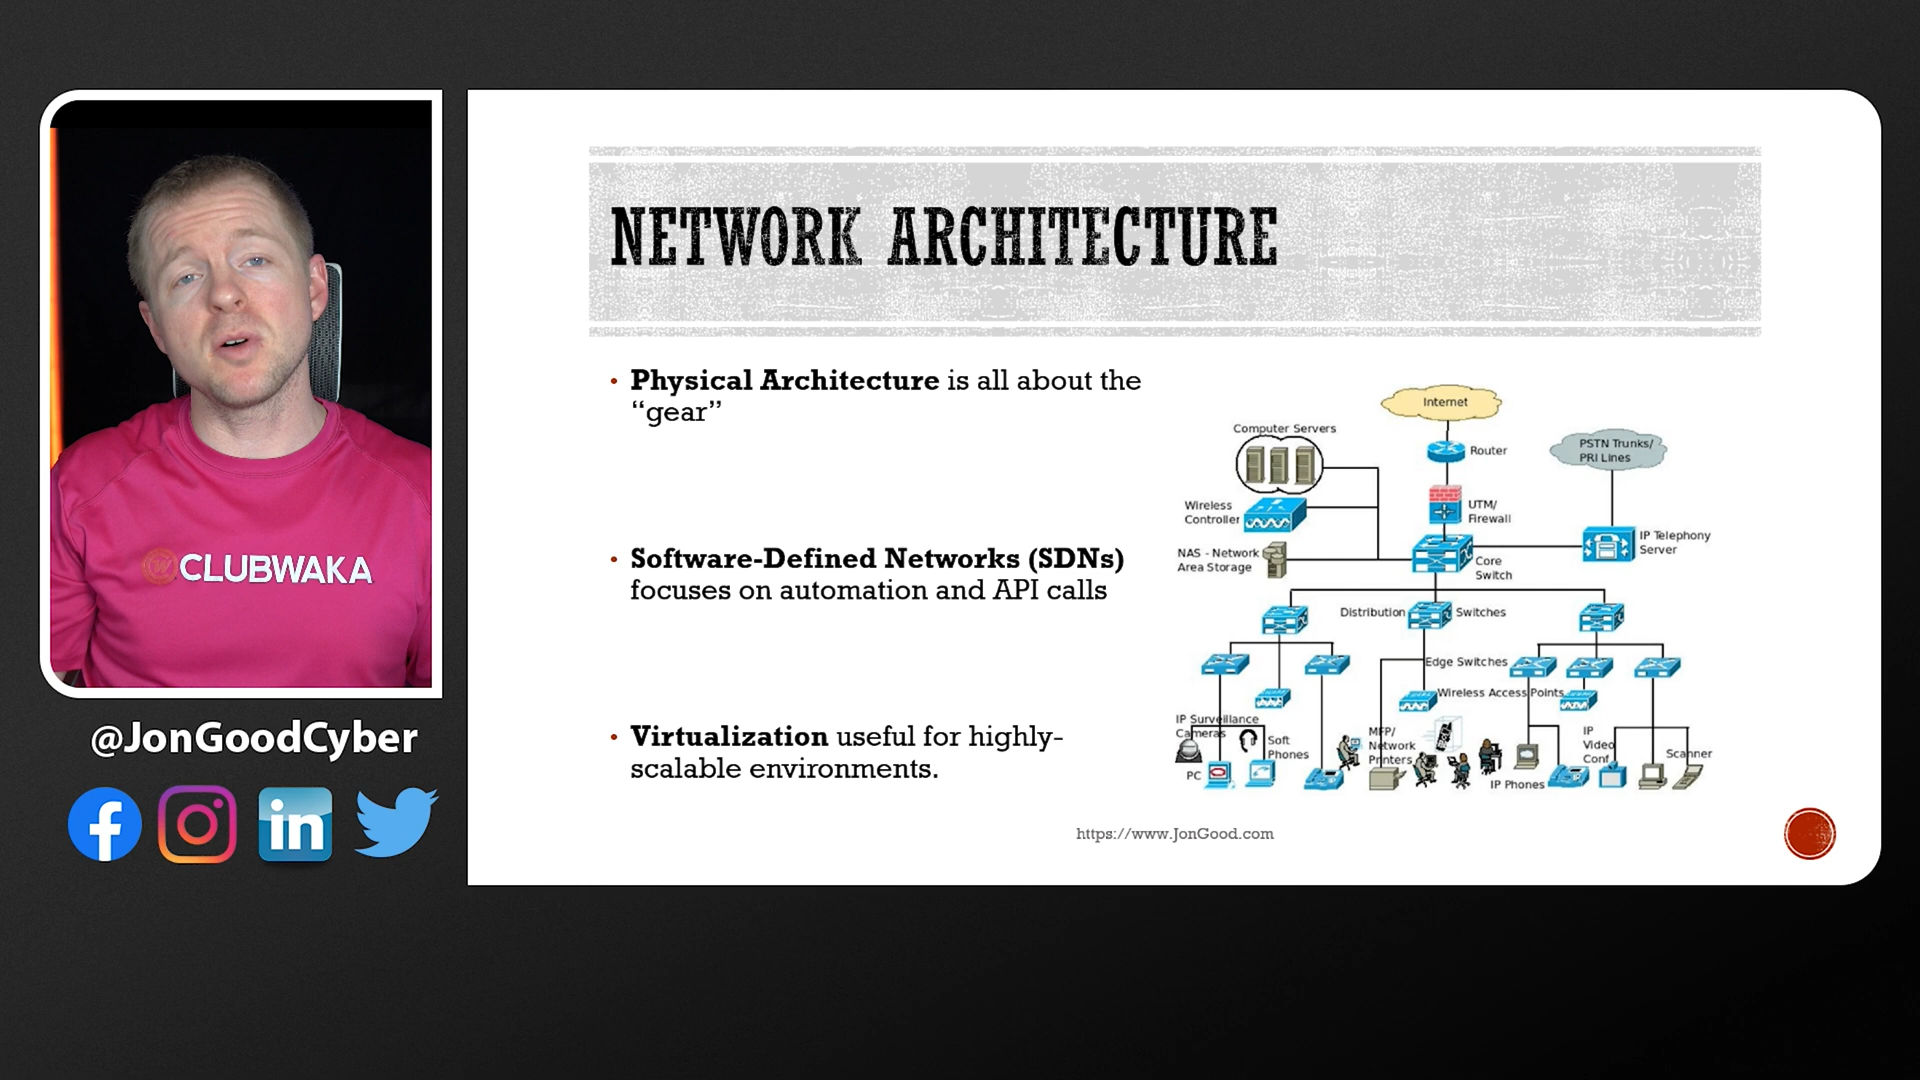 CLUBWAKA
@JonGoodCyber
NETWORK ARCHITECTURE
• Physical Architecture is all about the
“gear”
• Software-Defined Networks (SDNs)
focuses on automation and API calls
• Virtualization useful for highly-
scalable environments.
Internet
Computer Servers
Router
PSTN Trunks/
PRI Lines
Wireless
Controller
UTM/
Firewall
NAS - Network
Area Storage
IP Telephony
Server
Core
Switch
Distribution
Switches
Edge Switches
Wireless Access Points
IP Surveillance
Cameras
Soft
Phones
MFP/
Network
Printers
IP
Video
Conf
Scanner
PC
IP Phones
https://www.JonGood.com
f
in